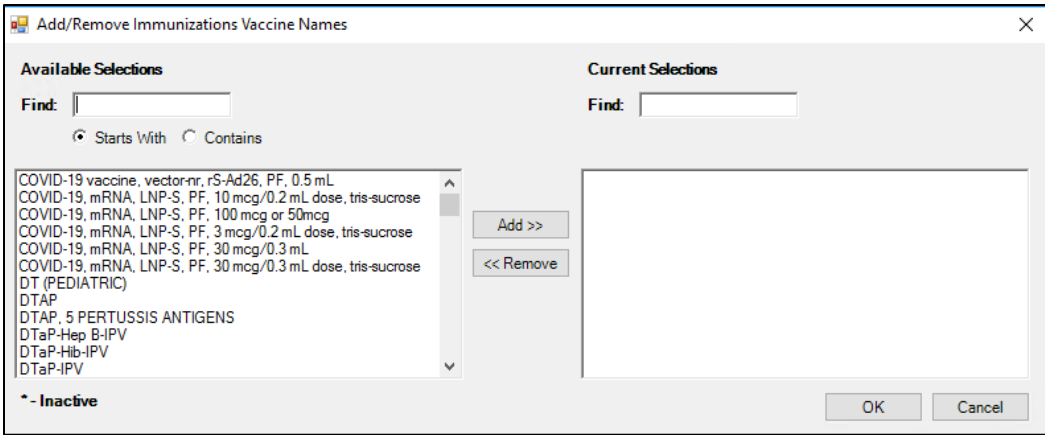 Add/Remove Immunizations Vaccine Names
Available Selections
Find:
Starts With
Contains
COVID-19 vaccine, vector-nr, rS-Ad26, PF, 0.5 mL
COVID-19, mRNA, LNP-S, PF, 10 mcg/0.2 mL dose, tris-sucrose
COVID-19, mRNA, LNP-S, PF, 100 mcg or 50mcg
COVID-19, mRNA, LNP-S, PF, 3 mcg/0.2 mL dose, tris-sucrose
COVID-19, mRNA, LNP-S, PF, 30 mcg/0.3 mL
COVID-19, mRNA, LNP-S, PF, 30 mcg/0.3 mL dose, tris-sucrose
DT (PEDIATRIC)
DTAP
DTAP, 5 PERTUSSIS ANTIGENS
DTaP-Hep B-IPV
DTaP-Hib-IPV
DTaP-IPV
* - Inactive
Add >>
<< Remove
Current Selections
Find:
OK
Cancel